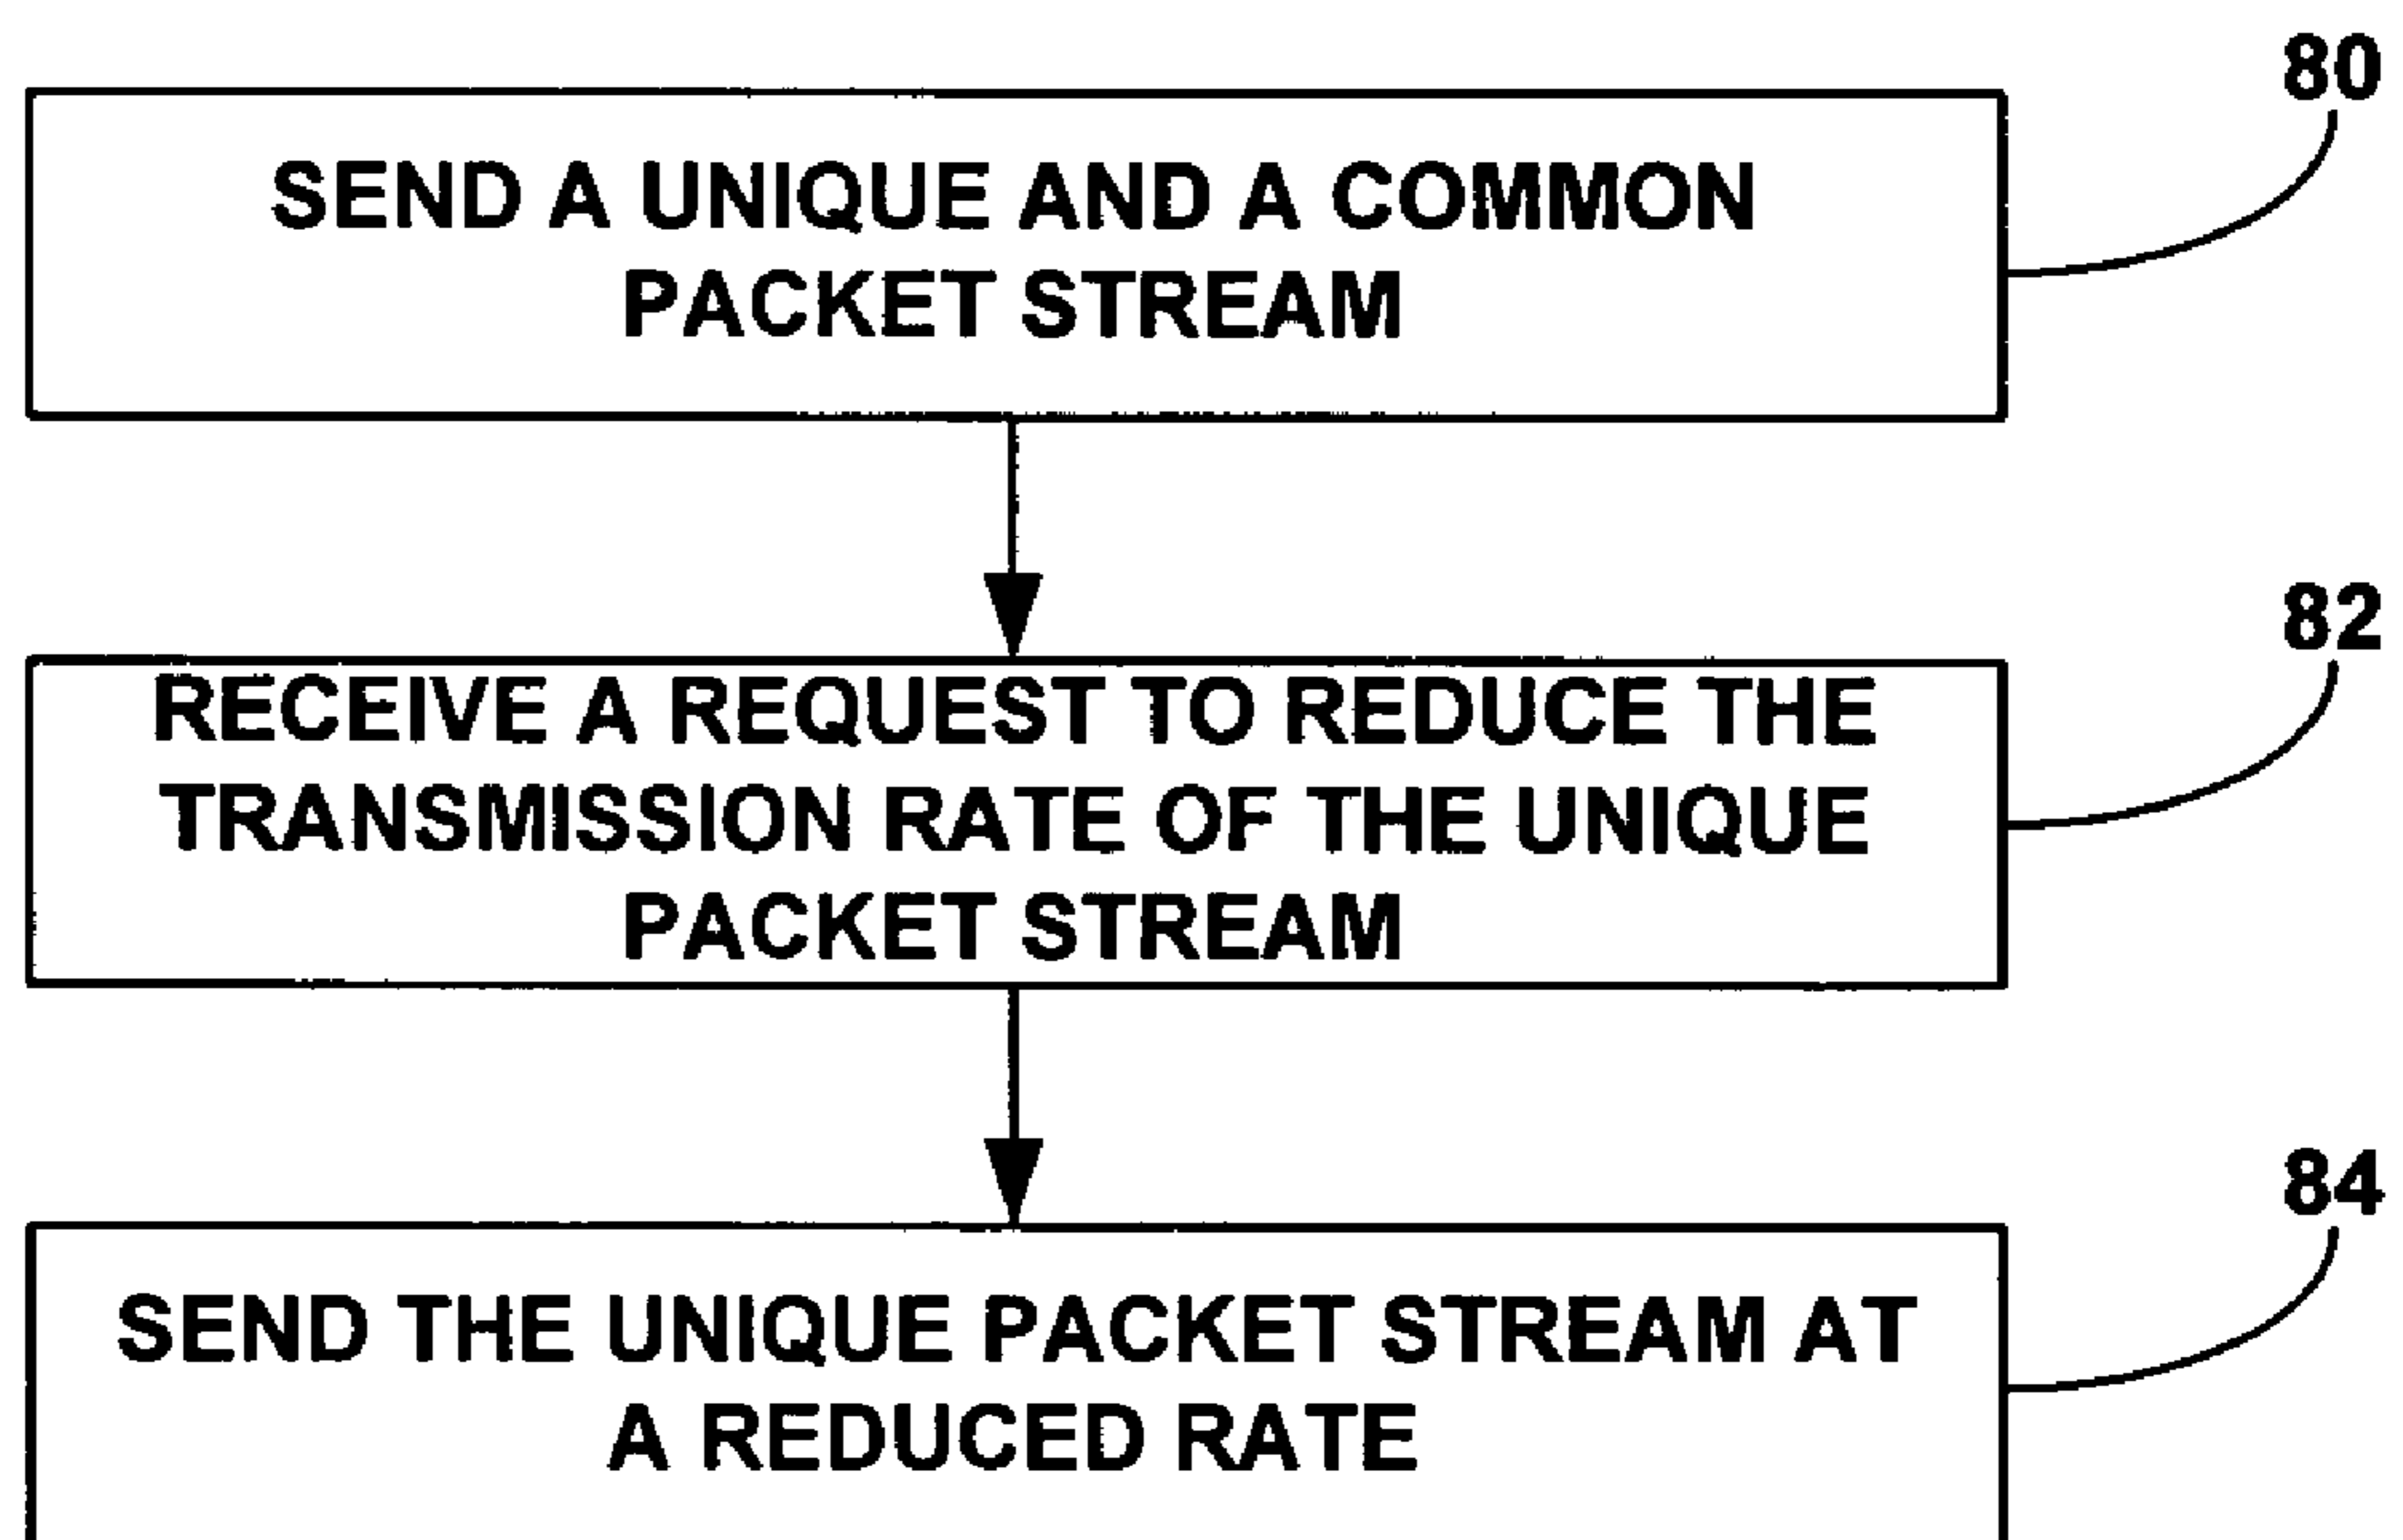 80
SEND A UNIQUE AND A COMMON
PACKET STREAM
82
RECEIVE A REQUEST TO REDUCE THE
TRANSMISSION RATE OF THE UNIQUE
PACKET STREAM
84
SEND THE UNIQUE PACKET STREAM AT
A REDUCED RATE